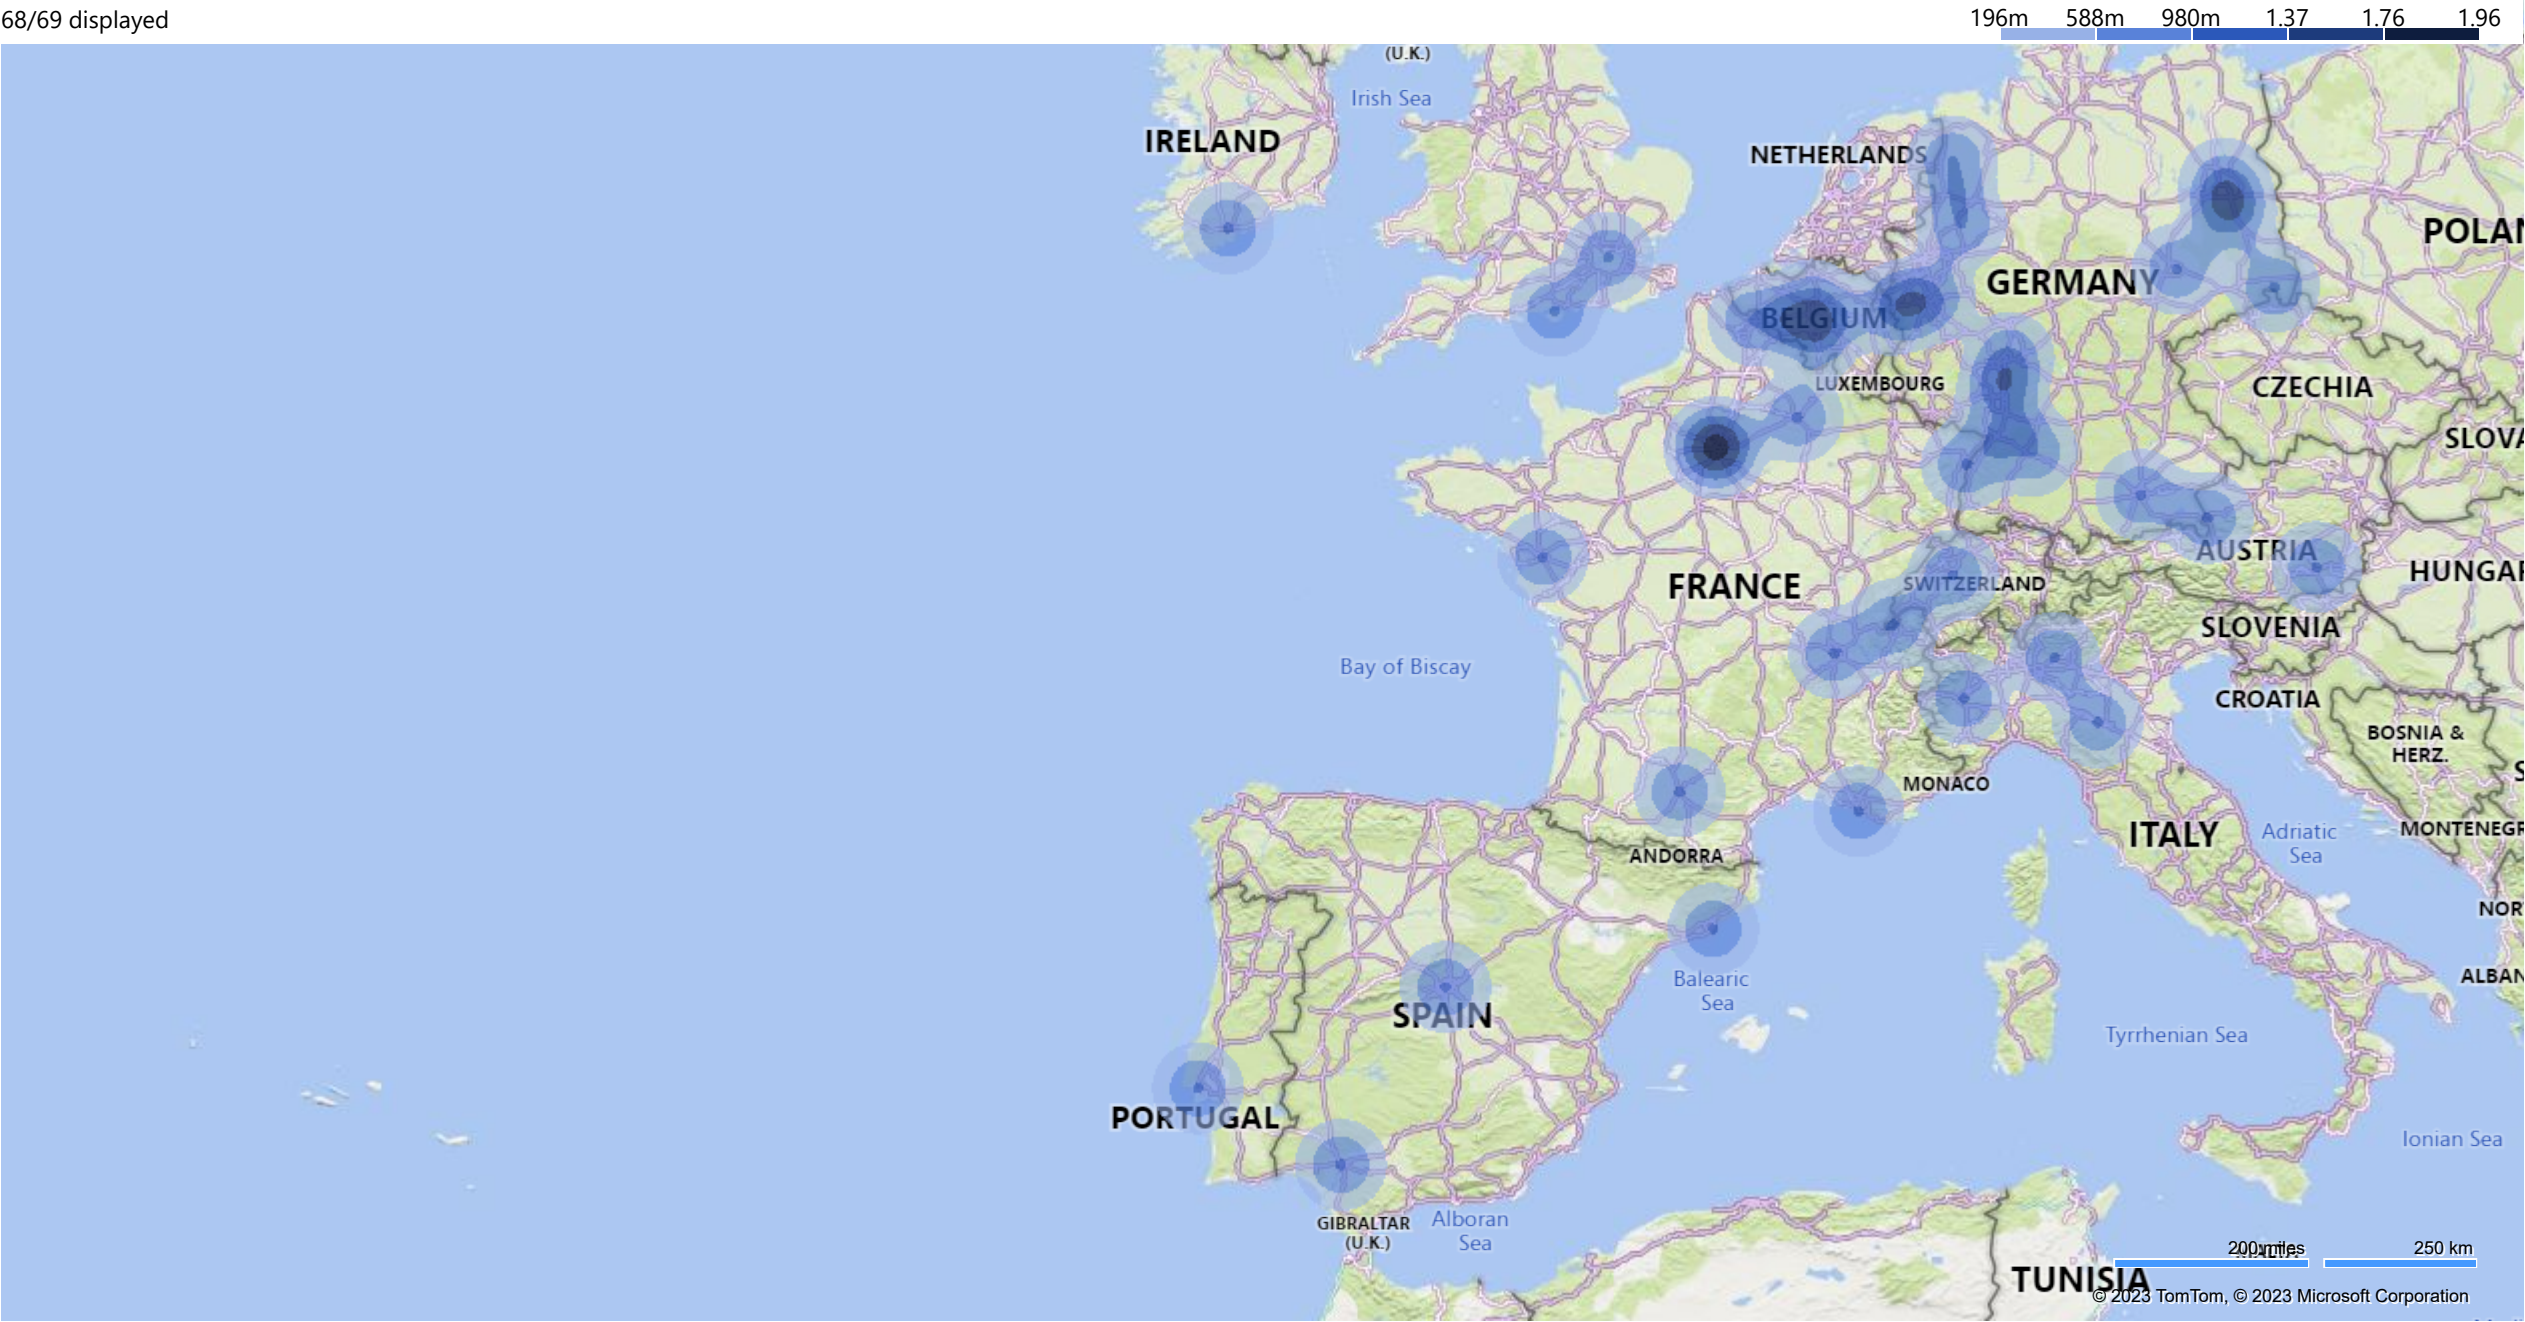 68/69 displayed
196m 588m 980m 1.37 1.76 1.96
(U.K.)
Irish Sea
IRELAND
NETHERLANDS
POLAN
GERMANY
BELGIUM
LUXEMBOURG
CZECHIA
SLOVA
AUSTRIA
HUNGAR
FRANCE
SWITZERLAND
SLOVENIA
Bay of Biscay
CROATIA
BOSNIA &
HERZ.
S
MONACO
MONTENEGR
ITALY
Adriatic
Sea
ANDORRA
NOR
ALBAN
Balearic
Sea
SPAIN
Tyrrhenian Sea
PORTUGAL
Ionian Sea
GIBRALTAR
(U.K.)
Alboran
Sea
200 miles
250 km
TUNISIA
© 2023 TomTom, © 2023 Microsoft Corporation